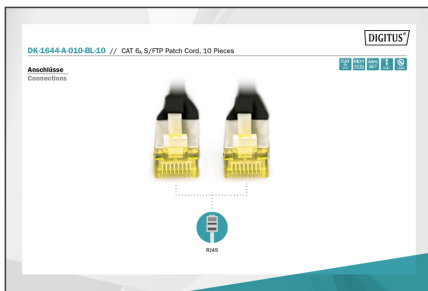 DIGITUS®
DK-1644-A-010-BL-10 // CAT 6A S/FTP Patch Cord, 10 Pieces
Anschlüsse
Connections
RJ45